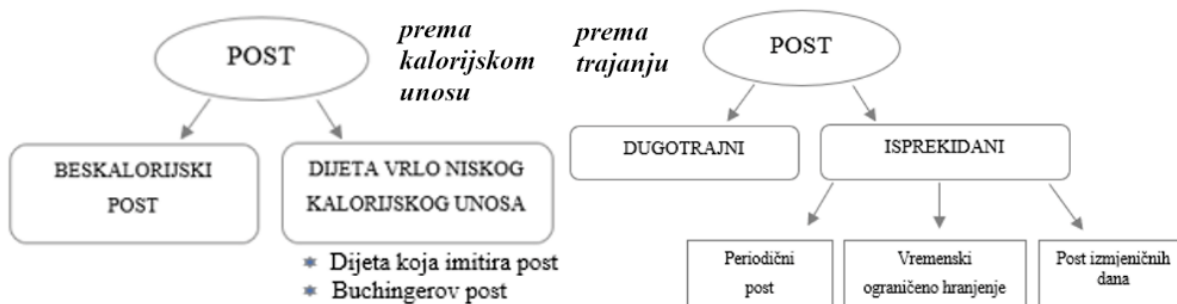 POST
prema
kalorijskom
unosu
BESKALORIJSKI
POST
DIJETA VRLO NISKOG
KALORIJSKOG UNOSA
Dijeta koja imitira post
Buchingerov post
prema
trajanju
POST
DUGOTRAJNI
ISPREKIDANI
Periodični
post
Vremenski
ograničeno hranjenje
Post izmjeničnih
dana